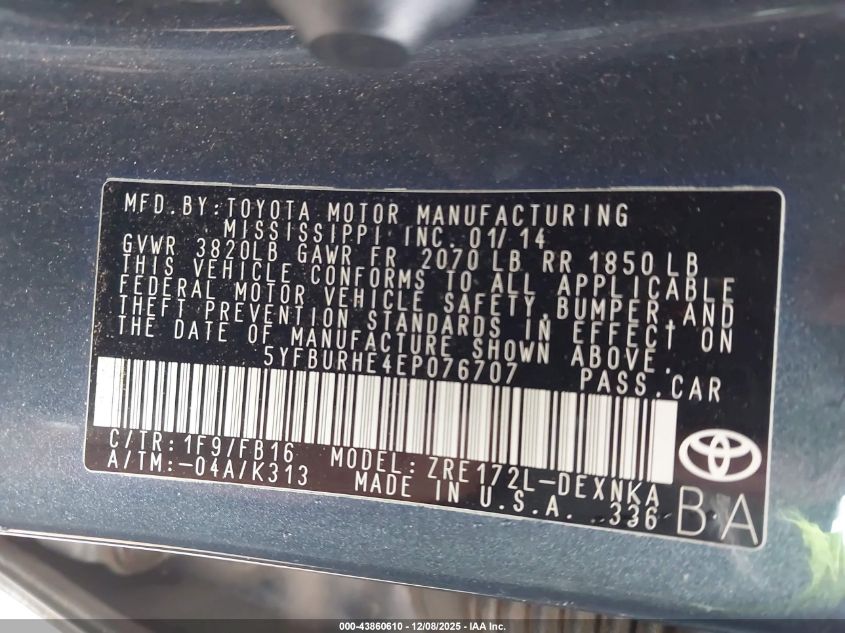 MFD.BY:TOYOTA MOTOR MANUFACTURING
MISSISSIPPI INC. 01/14
GVWR 3820LB GAWR FR 2070 LB RR 1850 LB
THIS VEHICLE CONFORMS TO ALL APPLICABLE
FEDERAL MOTOR VEHICLE SAFETY,BUMPER,AND
THEFT PREVENTION STANDARDS IN EFFECT ON
THE DATE OF MANUFACTURE SHOWN ABOVE.
5YFBURHE4EP076707 PASS.CAR
C/TR:1F9/FB16 MODEL:ZRE172L-DEXNKA
A/TM:-04A/K313 MADE IN U.S.A. 336
B A
000-43860610 • 12/08/2025 - IAA Inc.